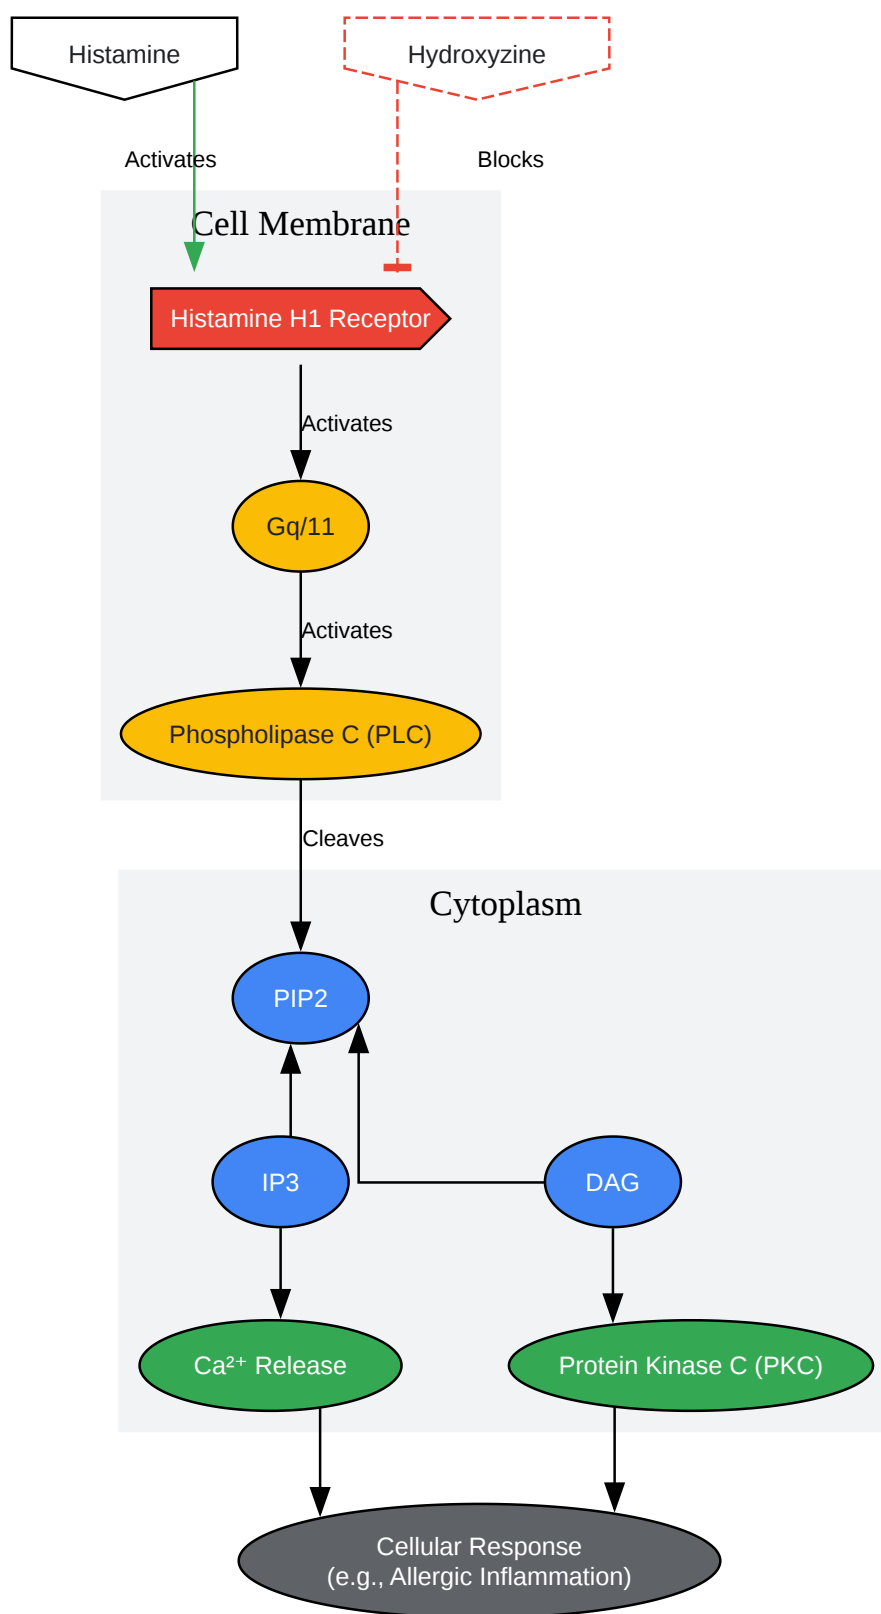 Histamine
Hydroxyzine
Activates
Blocks
Cell Membrane
Histamine H1 Receptor
Activates
Gq/11
Activates
Phospholipase C (PLC)
Cleaves
Cytoplasm
PIP2
IP3
DAG
Ca²⁺ Release
Protein Kinase C (PKC)
Cellular Response
(e.g., Allergic Inflammation)